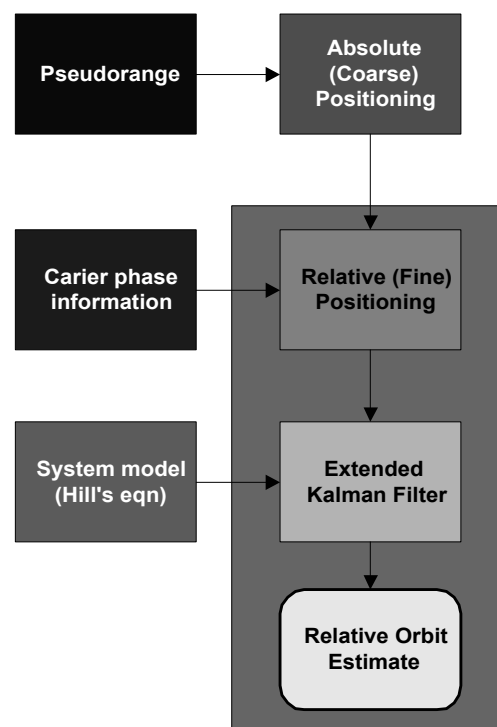 Pseudorange
Absolute
(Coarse)
Positioning
Carier phase
information
Relative (Fine)
Positioning
System model
(Hill's eqn)
Extended
Kalman Filter
Relative Orbit
Estimate